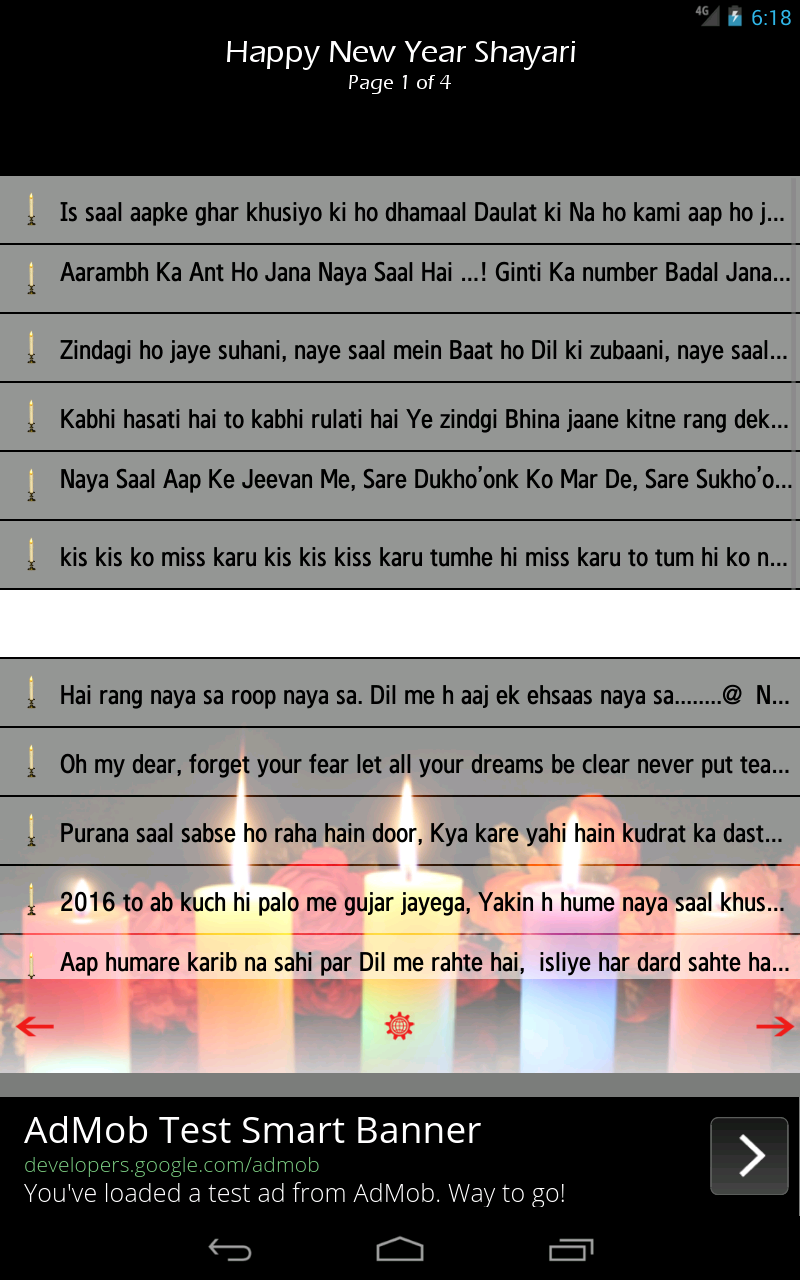 4G 6:18
Happy New Year Shayari
Page 1 of 4
Is saal aapke ghar khusiyo ki ho dhamaal Daulat ki Na ho kami aap ho j...
Aarambh Ka Ant Ho Jana Naya Saal Hai ...! Ginti Ka number Badal Jana...
Zindagi ho jaye suhani, naye saal mein Baat ho Dil ki zubaani, naye saal...
Kabhi hasati hai to kabhi rulati hai Ye zindgi Bhina jaane kitne rang dek...
Naya Saal Aap Ke Jeevan Me, Sare Dukho’onk Ko Mar De, Sare Sukho’o...
kis kis ko miss karu kis kis kiss karu tumhe hi miss karu to tum hi ko n...
Hai rang naya sa roop naya sa. Dil me h aaj ek ehsaas naya sa........@ N...
Oh my dear, forget your fear let all your dreams be clear never put tea...
Purana saal sabse ho raha hain door, Kya kare yahi hain kudrat ka dast...
2016 to ab kuch hi palo me gujar jayega, Yakin h hume naya saal khus...
Aap humare karib na sahi par Dil me rahte hai, isliye har dard sahte ha...
AdMob Test Smart Banner
developers.google.com/admob
You've loaded a test ad from AdMob. Way to go!